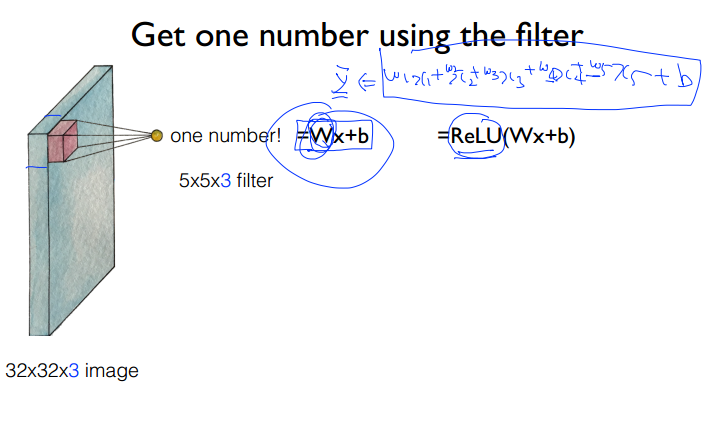 Get one number using the filter
ȳ ⇐ w1x1+w2x2+w3x3+w4x4+w5x5+b
one number! =Wx+b =ReLU(Wx+b)
5x5x3 filter
32x32x3 image